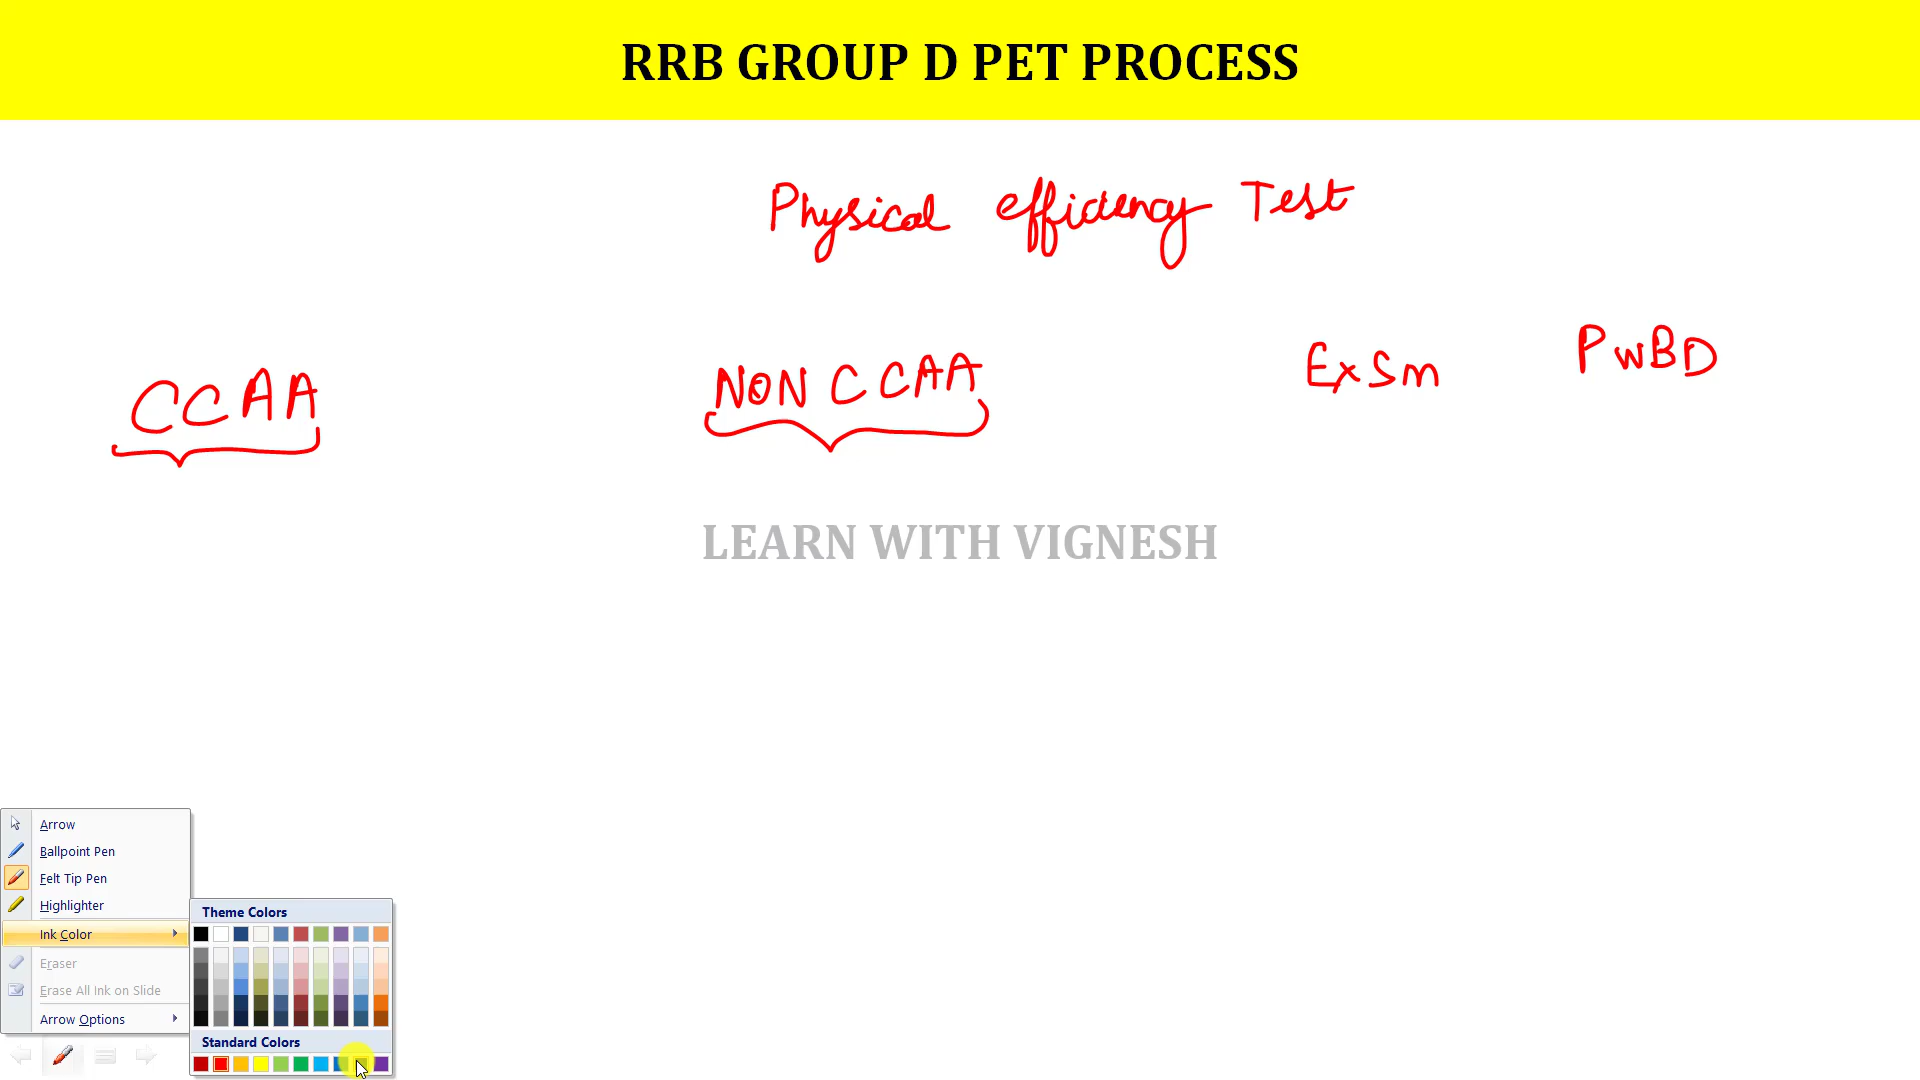 RRB GROUP D PET PROCESS
Physical efficiency Test
CCAA NON CCAA ExSm PwBD
LEARN WITH VIGNESH
Arrow
Ballpoint Pen
Felt Tip Pen
Highlighter
Ink Color
Eraser
Erase All Ink on Slide
Arrow Options
Theme Colors
Standard Colors